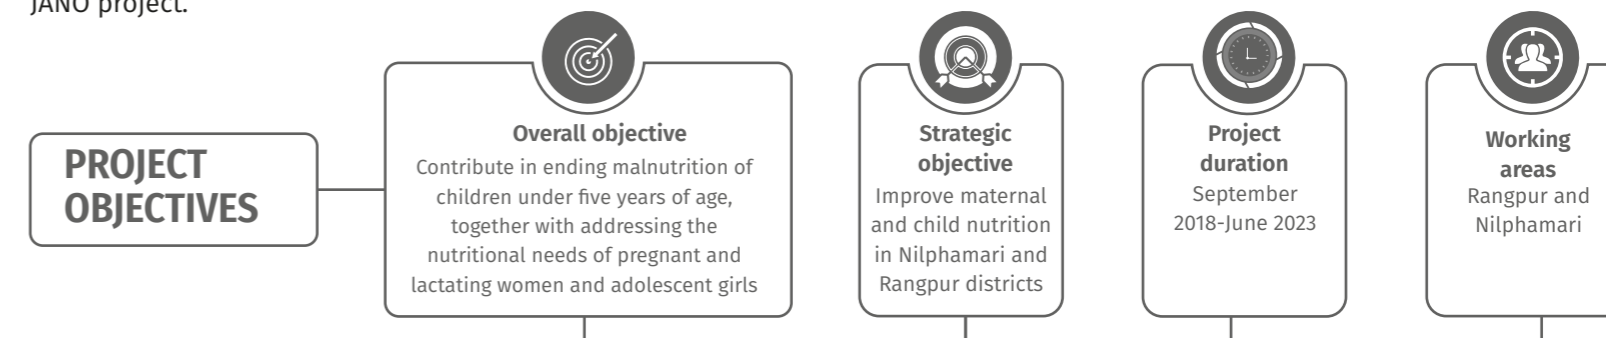 JANO project.
PROJECT
OBJECTIVES
Overall objective
Contribute in ending malnutrition of
children under five years of age,
together with addressing the
nutritional needs of pregnant and
lactating women and adolescent girls
Strategic
objective
Improve maternal
and child nutrition
in Nilphamari and
Rangpur districts
Project
duration
September
2018-June 2023
Working
areas
Rangpur and
Nilphamari